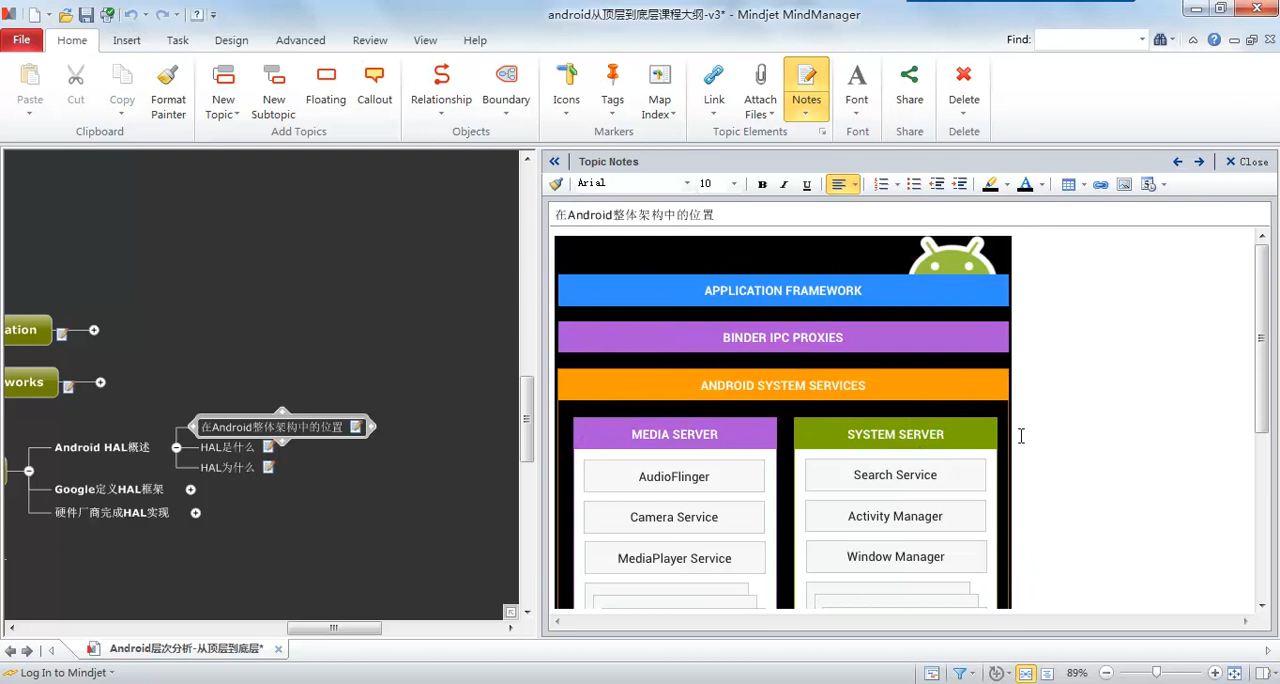 android从顶层到底层课程大纲-v3* - Mindjet MindManager
File Home Insert Task Design Advanced Review View Help Find:
Paste Cut Copy Format Painter New Topic New Subtopic Floating Callout Relationship Boundary Icons Tags Map Index Link Attach Files Notes Font Share Delete
Clipboard Add Topics Objects Markers Topic Elements Font Share Delete
Topic Notes Close
Arial 10 B I U
在Android整体架构中的位置
ation
works
Android HAL概述
在Android整体架构中的位置
HAL是什么
HAL为什么
Google定义HAL框架
硬件厂商完成HAL实现
APPLICATION FRAMEWORK
BINDER IPC PROXIES
ANDROID SYSTEM SERVICES
MEDIA SERVER
AudioFlinger
Camera Service
MediaPlayer Service
SYSTEM SERVER
Search Service
Activity Manager
Window Manager
Android层次分析-从顶层到底层*
Log In to Mindjet 89%